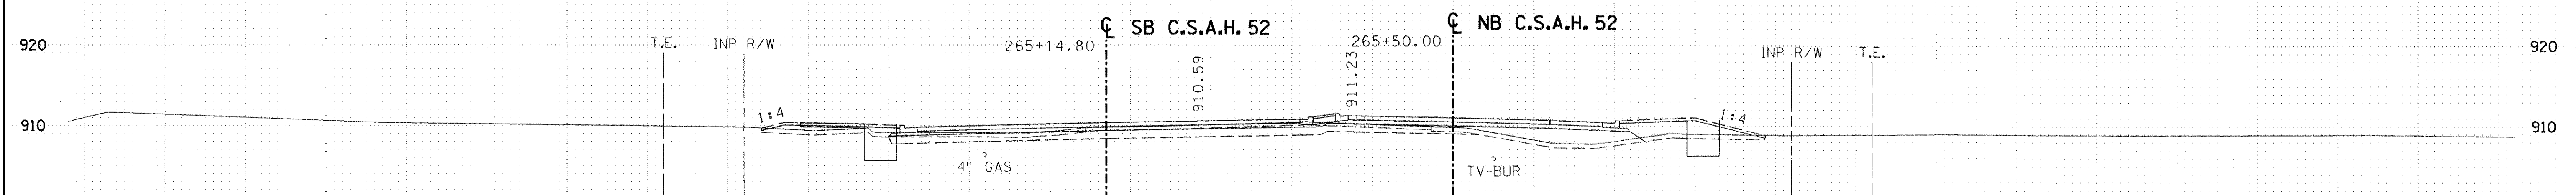 ℄ SB C.S.A.H. 52
℄ NB C.S.A.H. 52
920
T.E.
INP R/W
265+14.80
265+50.00
INP R/W
T.E.
920
910.59
911.23
910
1:4
1:4
910
4" GAS
?
TV-BUR
?